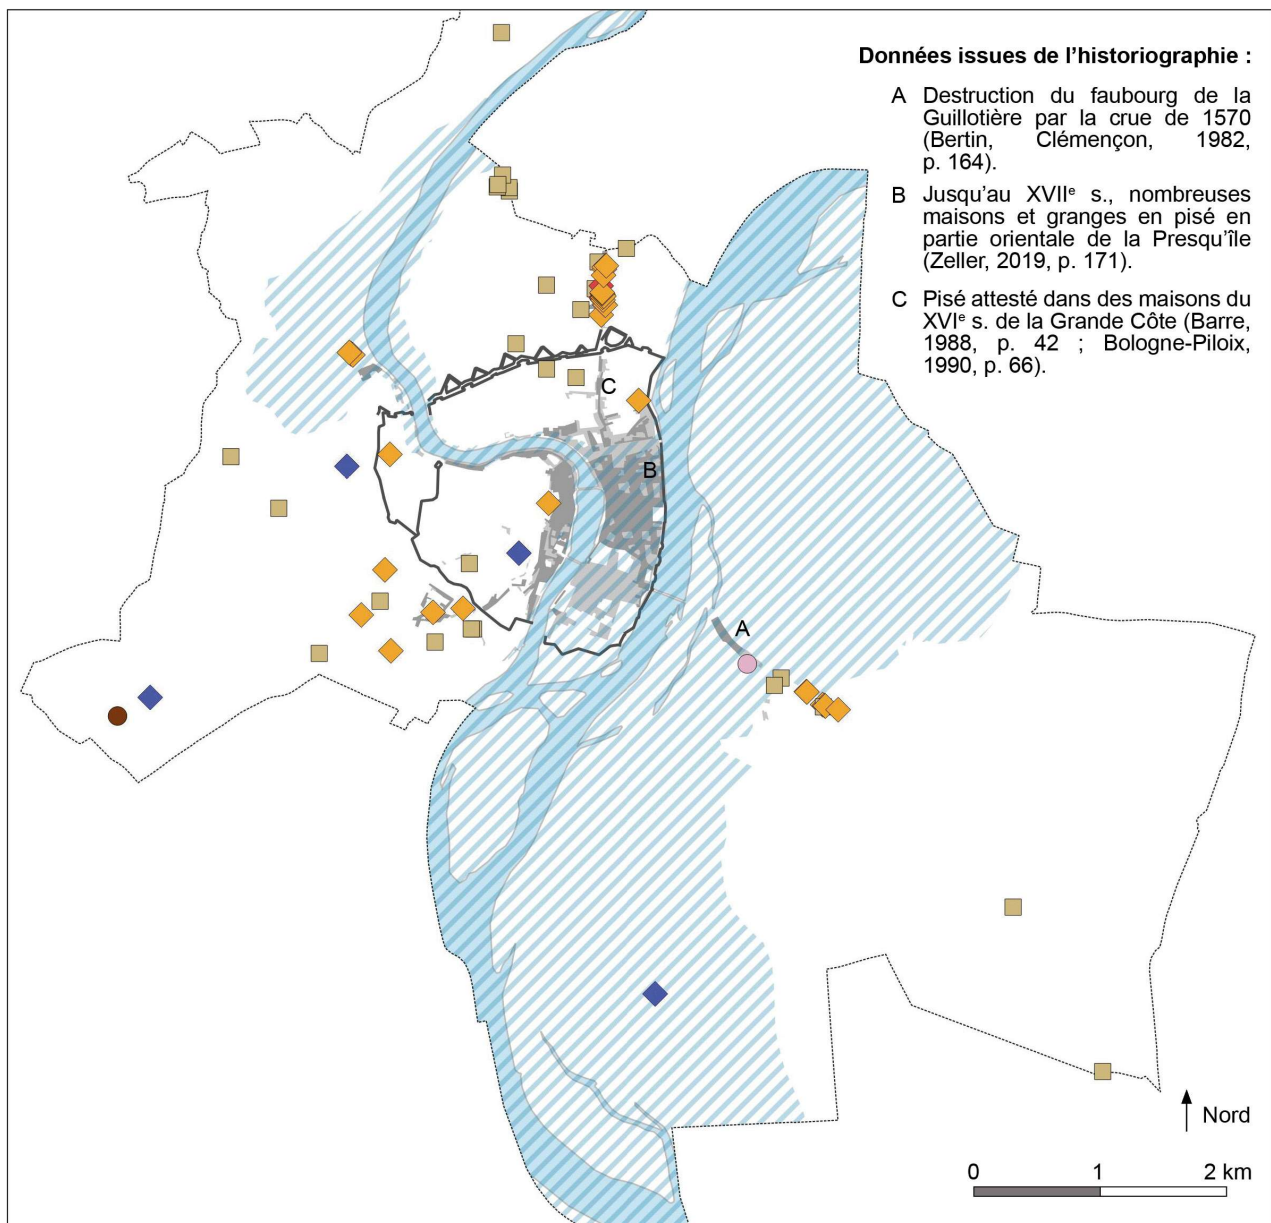 Données issues de l’historiographie :
A Destruction du faubourg de la
Guillotière par la crue de 1570
(Bertin, Clémençon, 1982,
p. 164).
B Jusqu’au XVIIᵉ s., nombreuses
maisons et granges en pisé en
partie orientale de la Presqu’île
(Zeller, 2019, p. 171).
C Pisé attesté dans des maisons du
XVIᵉ s. de la Grande Côte (Barre,
1988, p. 42 ; Bologne-Piloix,
1990, p. 66).
C
B
A
Nord
0 1 2 km